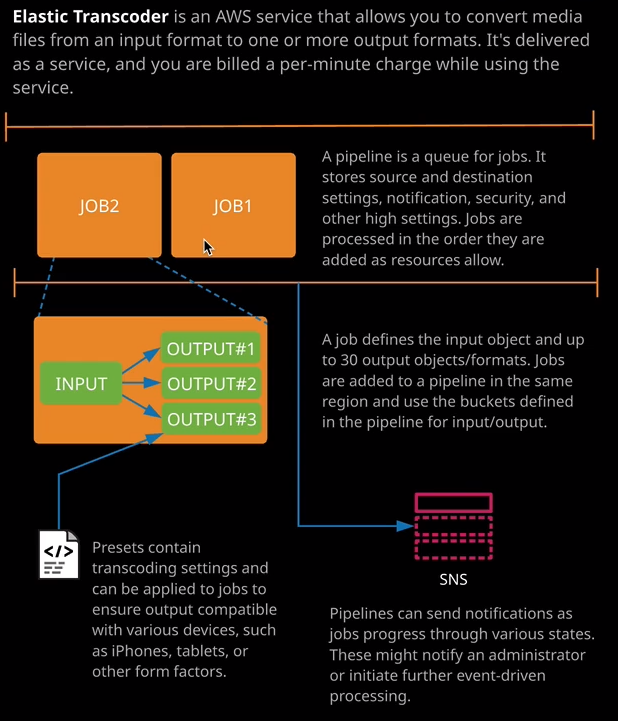 Elastic Transcoder is an AWS service that allows you to convert media
files from an input format to one or more output formats. It's delivered
as a service, and you are billed a per-minute charge while using the
service.
JOB2
JOB1
A pipeline is a queue for jobs. It
stores source and destination
settings, notification, security, and
other high settings. Jobs are
processed in the order they are
added as resources allow.
INPUT
OUTPUT#1
OUTPUT#2
OUTPUT#3
A job defines the input object and up
to 30 output objects/formats. Jobs
are added to a pipeline in the same
region and use the buckets defined
in the pipeline for input/output.
</>
Presets contain
transcoding settings and
can be applied to jobs to
ensure output compatible
with various devices, such
as iPhones, tablets, or
other form factors.
SNS
Pipelines can send notifications as
jobs progress through various states.
These might notify an administrator
or initiate further event-driven
processing.